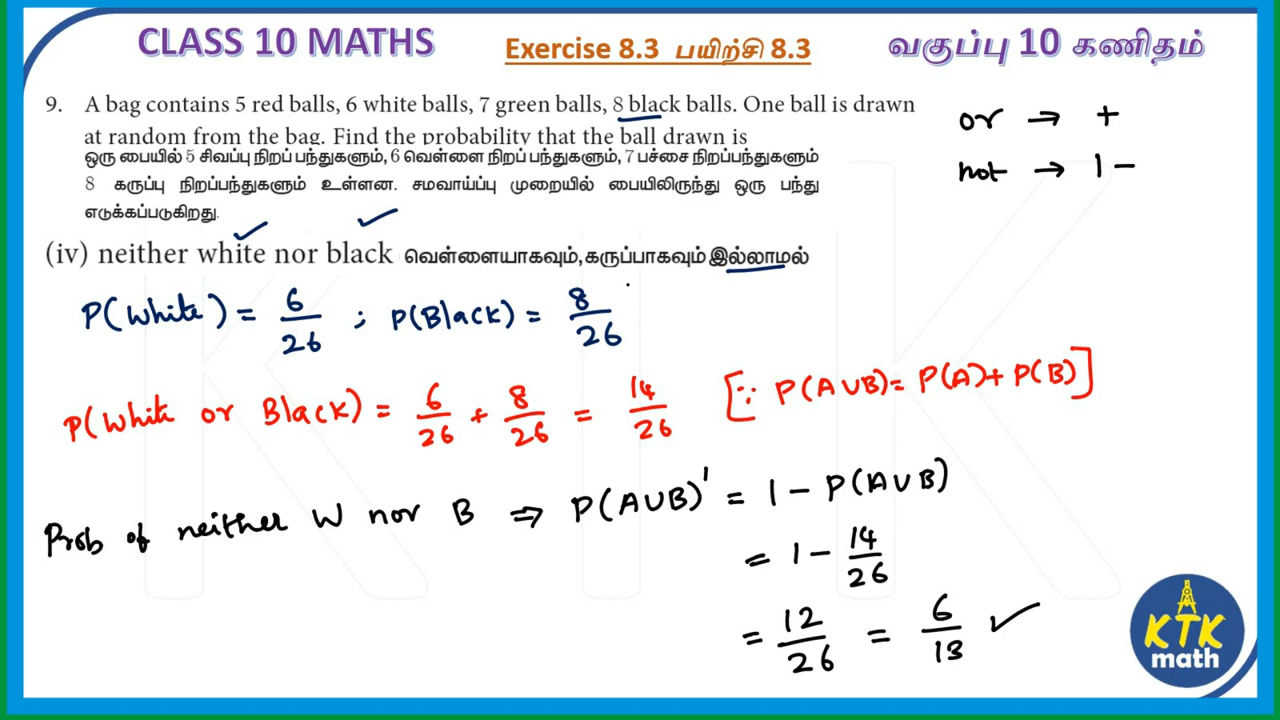 CLASS 10 MATHS Exercise 8.3 பயிற்சி 8.3 வகுப்பு 10 கணிதம்
9. A bag contains 5 red balls, 6 white balls, 7 green balls, 8 black balls. One ball is drawn
at random from the bag. Find the probability that the ball drawn is
ஒரு பையில் 5 சிவப்பு நிறப் பந்துகளும், 6 வெள்ளை நிறப் பந்துகளும், 7 பச்சை நிறப்பந்துகளும்
8 கருப்பு நிறப்பந்துகளும் உள்ளன. சமவாய்ப்பு முறையில் பையிலிருந்து ஒரு பந்து
எடுக்கப்படுகிறது.
or → +
not → 1 −
(iv) neither white nor black வெள்ளையாகவும்,கருப்பாகவும் இல்லாமல்
P(White) = 6/26 ; P(Black) = 8/26
P(White or Black) = 6/26 + 8/26 = 14/26 [∵ P(A∪B) = P(A) + P(B)]
Prob of neither W nor B ⇒ P(A∪B)' = 1 − P(A∪B)
= 1 − 14/26
= 12/26 = 6/13 ✓
KTK
math